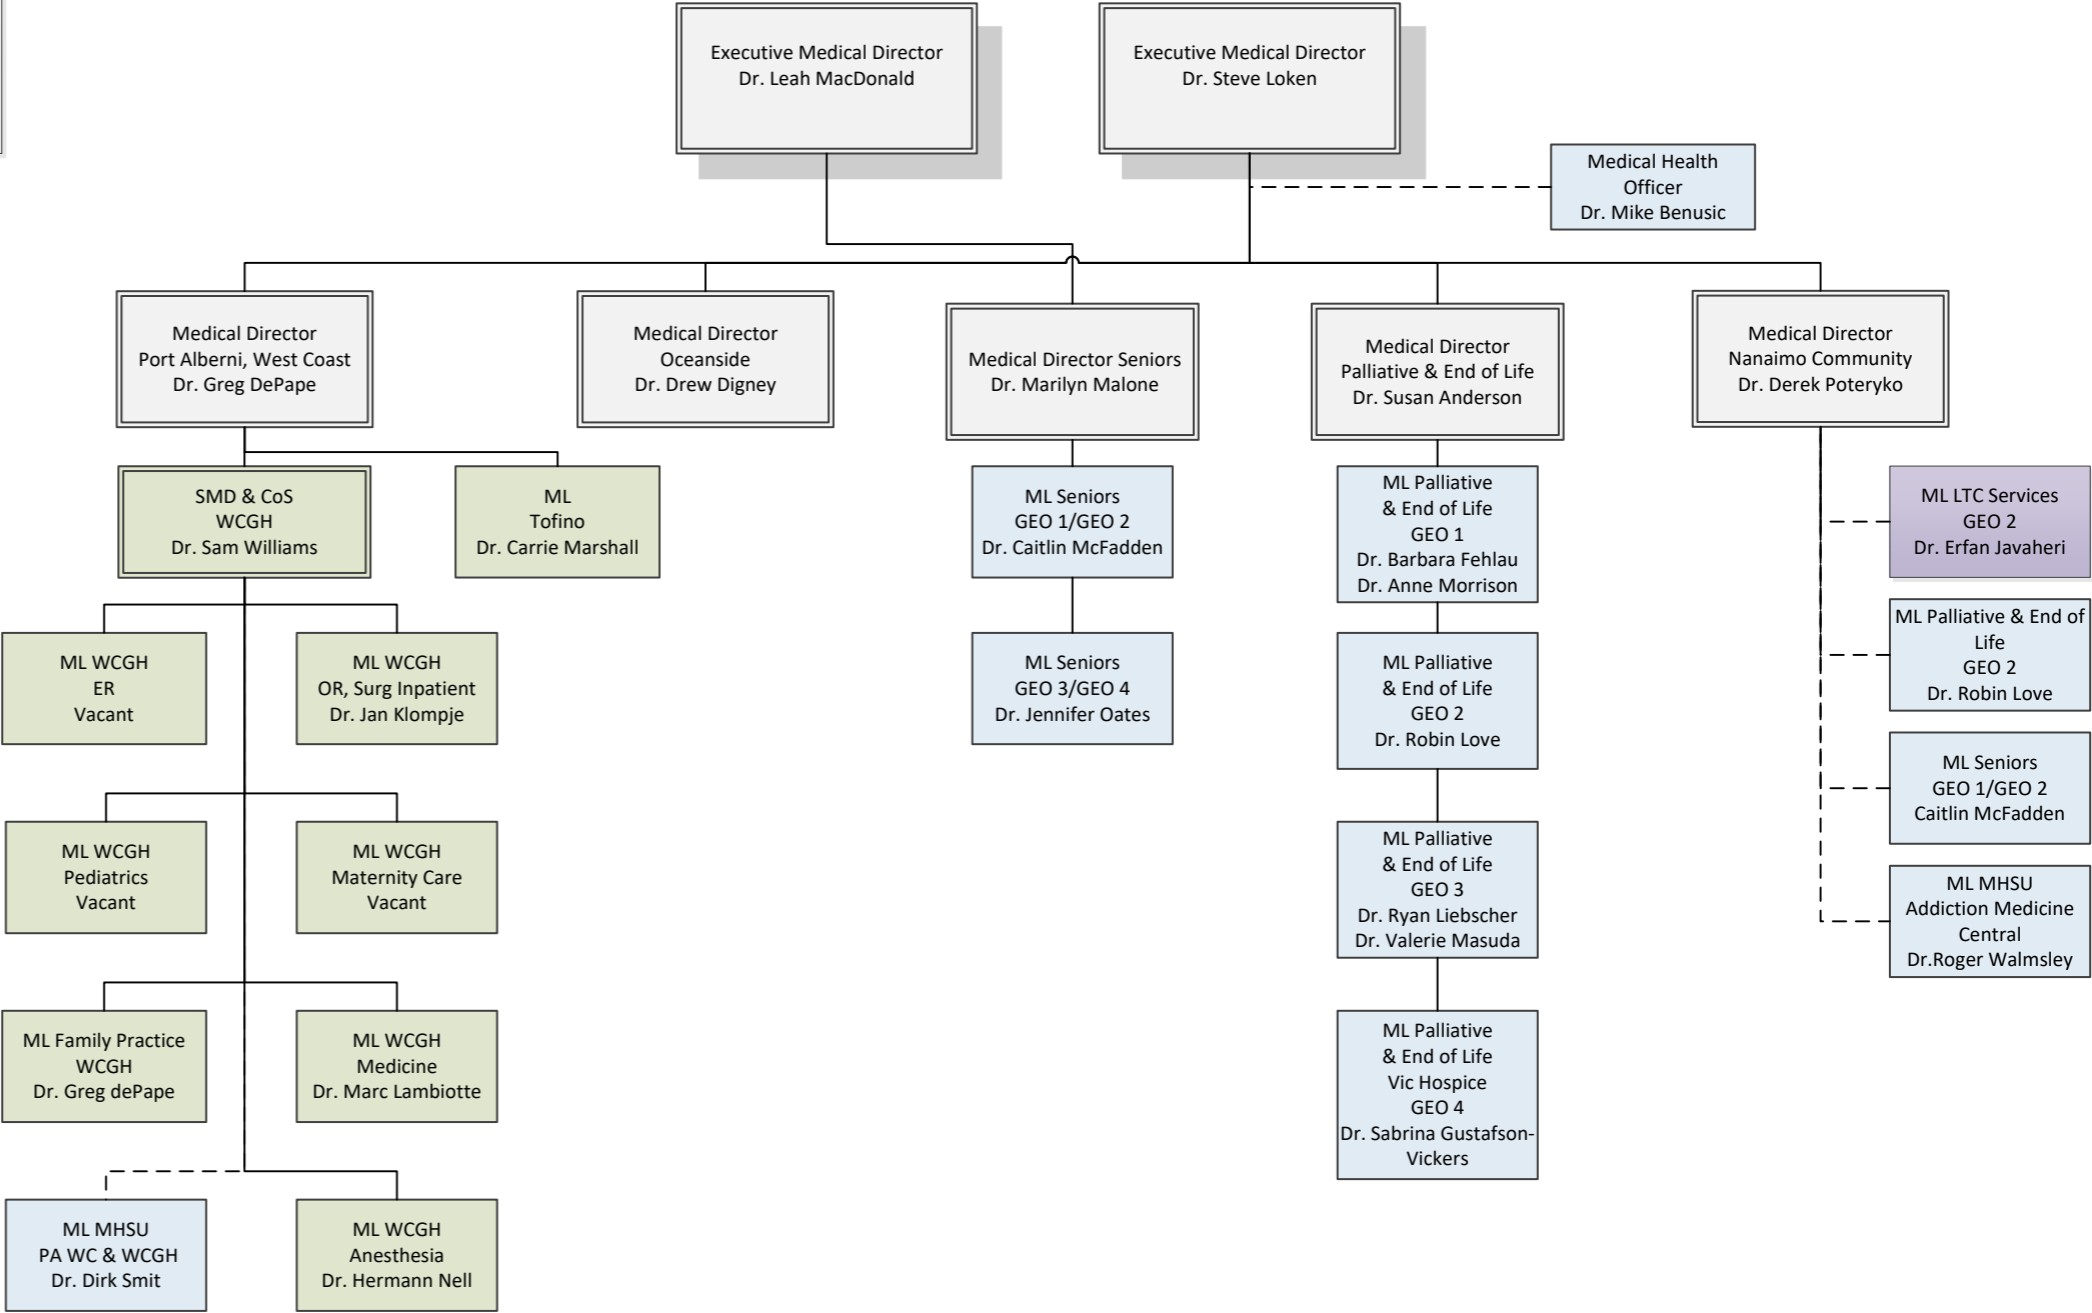 Executive Medical Director
Dr. Leah MacDonald
Executive Medical Director
Dr. Steve Loken
Medical Health
Officer
Dr. Mike Benusic
Medical Director
Port Alberni, West Coast
Dr. Greg DePape
Medical Director
Oceanside
Dr. Drew Digney
Medical Director Seniors
Dr. Marilyn Malone
Medical Director
Palliative & End of Life
Dr. Susan Anderson
Medical Director
Nanaimo Community
Dr. Derek Poteryko
SMD & CoS
WCGH
Dr. Sam Williams
ML
Tofino
Dr. Carrie Marshall
ML Seniors
GEO 1/GEO 2
Dr. Caitlin McFadden
ML Palliative
& End of Life
GEO 1
Dr. Barbara Fehlau
Dr. Anne Morrison
ML LTC Services
GEO 2
Dr. Erfan Javaheri
ML WCGH
ER
Vacant
ML WCGH
OR, Surg Inpatient
Dr. Jan Klompje
ML Seniors
GEO 3/GEO 4
Dr. Jennifer Oates
ML Palliative
& End of Life
GEO 2
Dr. Robin Love
ML Palliative & End of
Life
GEO 2
Dr. Robin Love
ML Seniors
GEO 1/GEO 2
Caitlin McFadden
ML WCGH
Pediatrics
Vacant
ML WCGH
Maternity Care
Vacant
ML Palliative
& End of Life
GEO 3
Dr. Ryan Liebscher
Dr. Valerie Masuda
ML MHSU
Addiction Medicine
Central
Dr.Roger Walmsley
ML Family Practice
WCGH
Dr. Greg dePape
ML WCGH
Medicine
Dr. Marc Lambiotte
ML Palliative
& End of Life
Vic Hospice
GEO 4
Dr. Sabrina Gustafson-
Vickers
ML MHSU
PA WC & WCGH
Dr. Dirk Smit
ML WCGH
Anesthesia
Dr. Hermann Nell